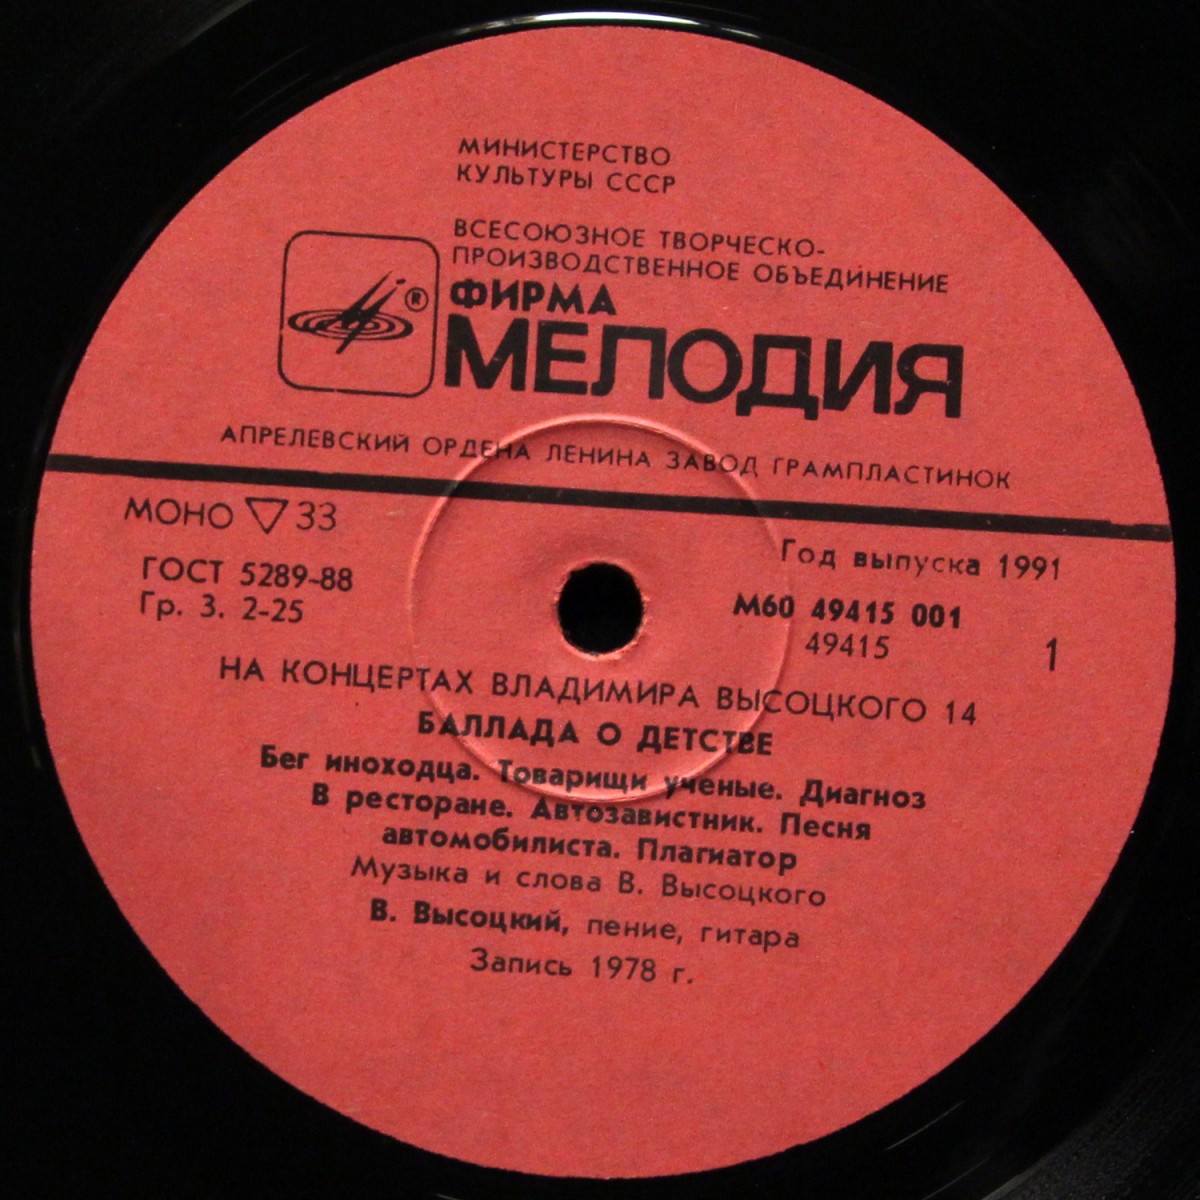 МИНИСТЕРСТВО
КУЛЬТУРЫ СССР
ВСЕСОЮЗНОЕ ТВОРЧЕСКО-
ПРОИЗВОДСТВЕННОЕ ОБЪЕДИНЕНИЕ
®
ФИРМА
МЕЛОДИЯ
АПРЕЛЕВСКИЙ ОРДЕНА ЛЕНИНА ЗАВОД ГРАМПЛАСТИНОК
МОНО ▽ 33
ГОСТ 5289-88
Гр. 3. 2-25
Год выпуска 1991
М60 49415 001
49415
1
НА КОНЦЕРТАХ ВЛАДИМИРА ВЫСОЦКОГО 14
БАЛЛАДА О ДЕТСТВЕ
Бег иноходца. Товарищи ученые. Диагноз
В ресторане. Автозавистник. Песня
автомобилиста. Плагиатор
Музыка и слова В. Высоцкого
В. Высоцкий, пение, гитара
Запись 1978 г.